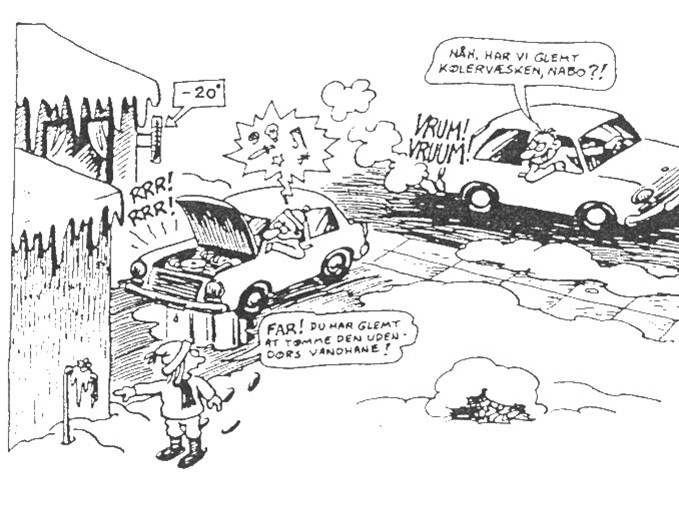 -20°
NÅH, HAR VI GLEMT
KØLERVÆSKEN, NABO?!
VRUM!
VRUUM!
RRR!
RRR!
FAR! DU HAR GLEMT
AT TØMME DEN UDEN-
DØRS VANDHANE!